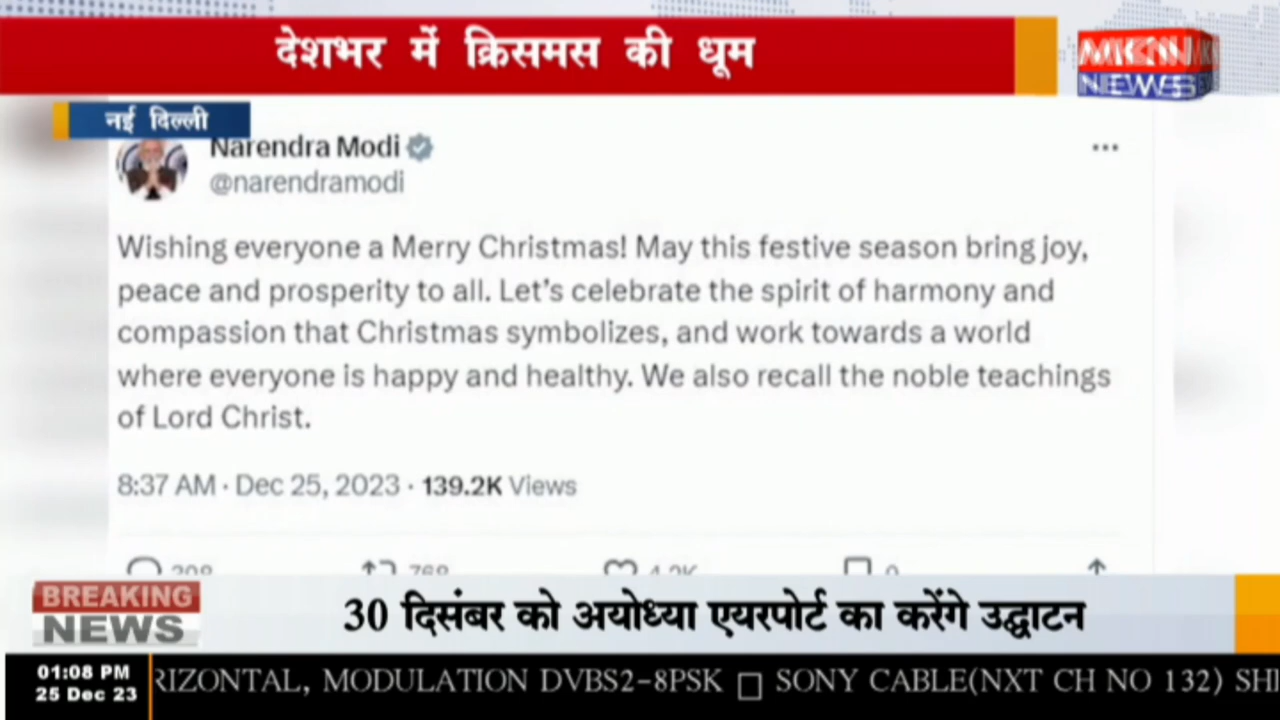 देशभर में क्रिसमस की धूम
NEWS
नई दिल्ली
Narendra Modi
@narendramodi
Wishing everyone a Merry Christmas! May this festive season bring joy,
peace and prosperity to all. Let's celebrate the spirit of harmony and
compassion that Christmas symbolizes, and work towards a world
where everyone is happy and healthy. We also recall the noble teachings
of Lord Christ.
8:37 AM · Dec 25, 2023 · 139.2K Views
BREAKING
NEWS
30 दिसंबर को अयोध्या एयरपोर्ट का करेंगे उद्घाटन
01:08 PM
25 Dec 23
RIZONTAL, MODULATION DVBS2-8PSK □ SONY CABLE(NXT CH NO 132) SHI